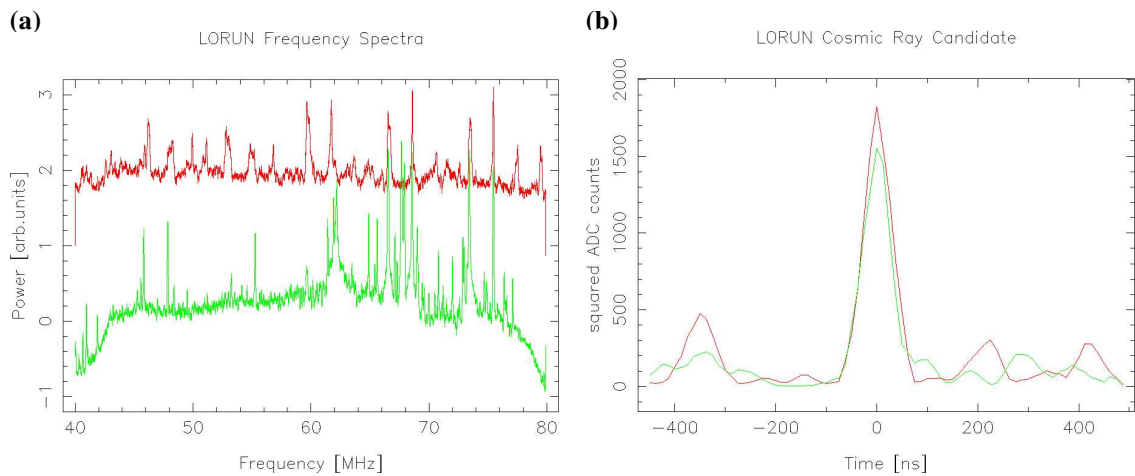 (a)
LORUN Frequency Spectra
3
2
1
0
−1
Power [arb.units]
40 50 60 70 80
Frequency [MHz]
(b)
LORUN Cosmic Ray Candidate
2000
1500
1000
500
0
squared ADC counts
−400 −200 0 200 400
Time [ns]